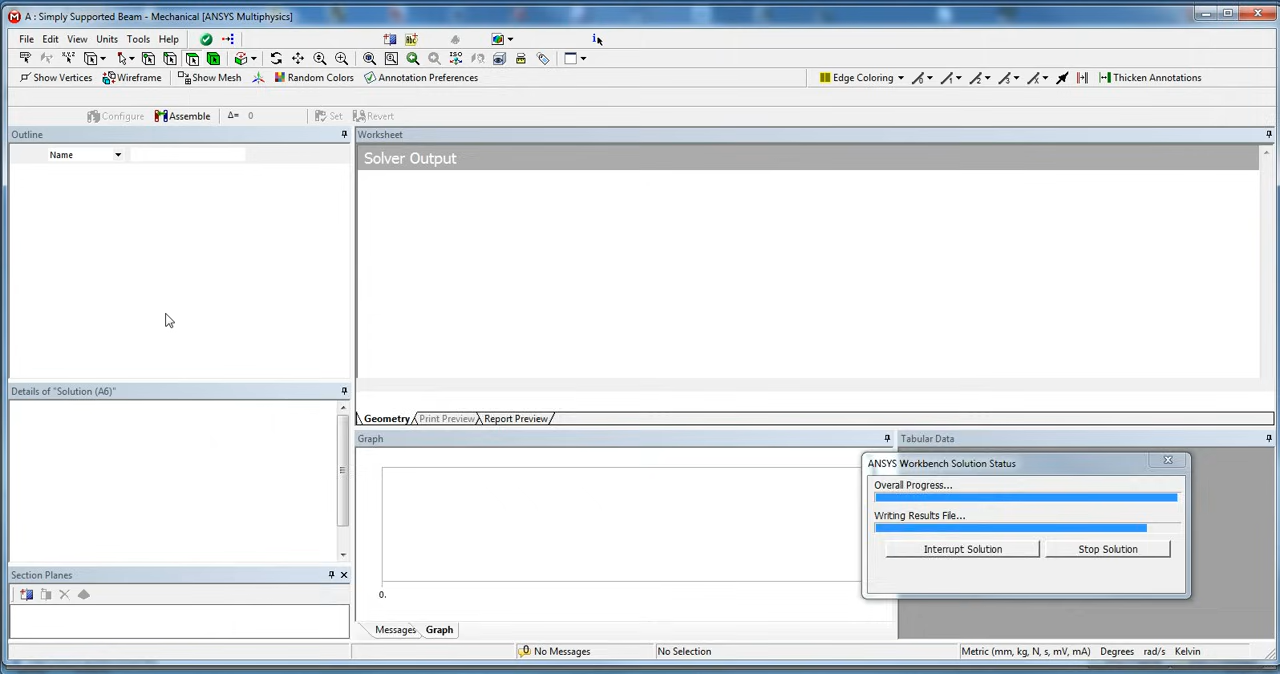 A : Simply Supported Beam - Mechanical [ANSYS Multiphysics]
File Edit View Units Tools Help
Show Vertices Wireframe Show Mesh Random Colors Annotation Preferences Edge Coloring Thicken Annotations
Configure Assemble Δ= 0 Set Revert
Outline
Name
Worksheet
Solver Output
Details of "Solution (A6)"
Geometry Print Preview Report Preview
Graph
0.
Messages Graph
Tabular Data
ANSYS Workbench Solution Status
Overall Progress...
Writing Results File...
Interrupt Solution Stop Solution
Section Planes
0 No Messages No Selection Metric (mm, kg, N, s, mV, mA) Degrees rad/s Kelvin